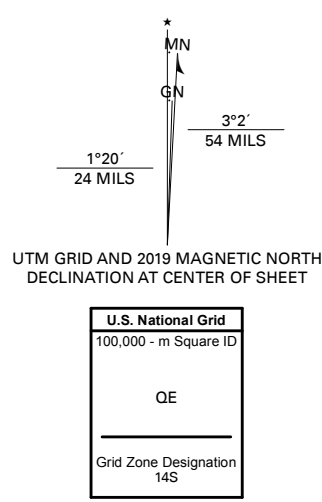 ★
MN
GN
3°2´
54 MILS
1°20´
24 MILS
UTM GRID AND 2019 MAGNETIC NORTH
DECLINATION AT CENTER OF SHEET
U.S. National Grid
100,000 - m Square ID
QE
Grid Zone Designation
14S